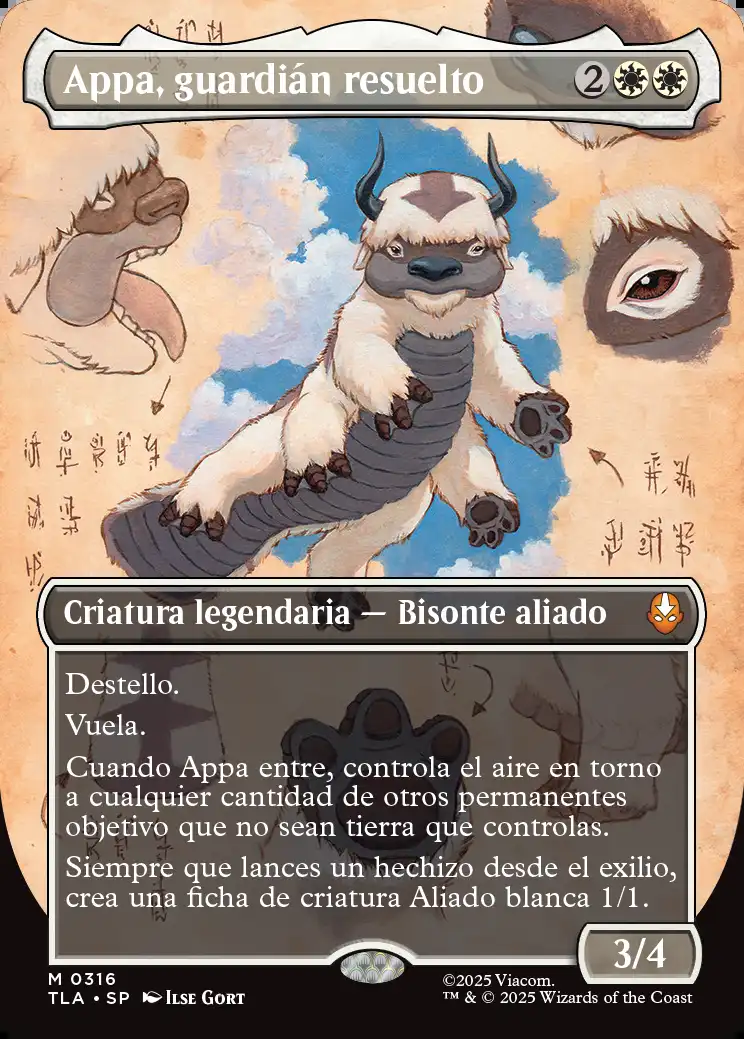 Appa, guardián resuelto 2
Criatura legendaria — Bisonte aliado
Destello.
Vuela.
Cuando Appa entre, controla el aire en torno
a cualquier cantidad de otros permanentes
objetivo que no sean tierra que controlas.
Siempre que lances un hechizo desde el exilio,
crea una ficha de criatura Aliado blanca 1/1.
3/4
M 0316
TLA • SP Ilse Gort
©2025 Viacom.
™ & © 2025 Wizards of the Coast